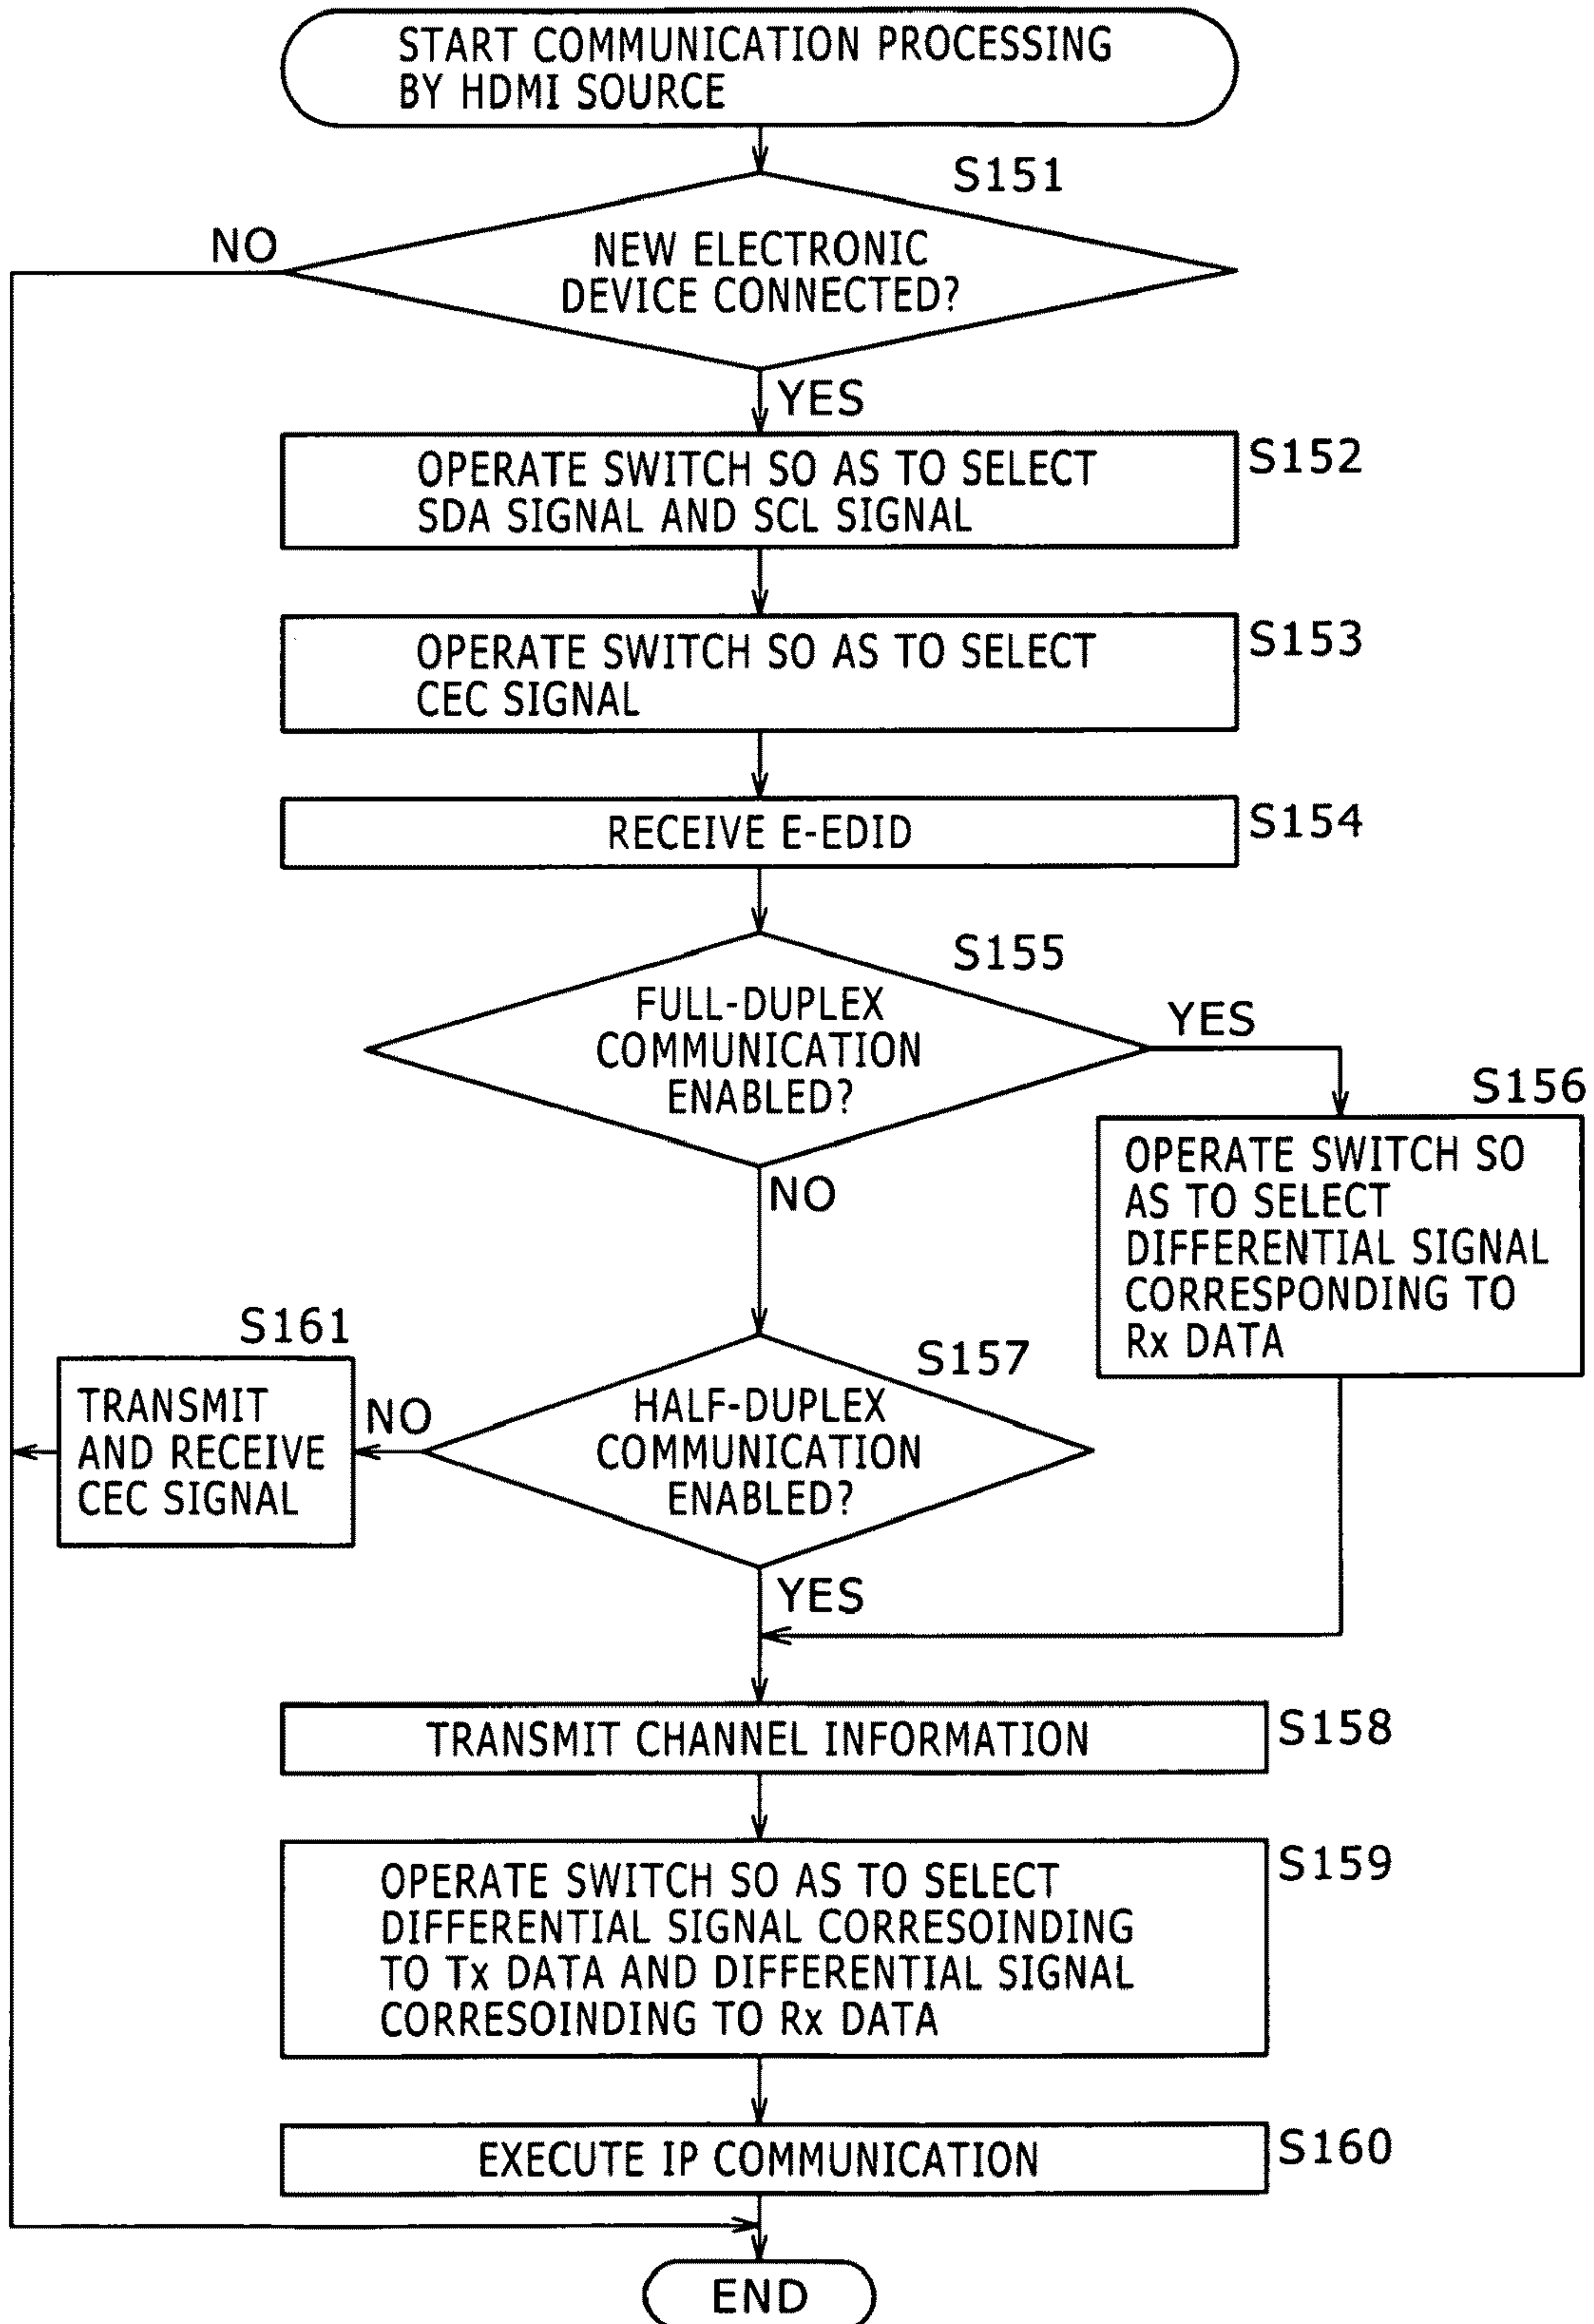 START COMMUNICATION PROCESSING
BY HDMI SOURCE
S151
NO
NEW ELECTRONIC
DEVICE CONNECTED?
YES
S152
OPERATE SWITCH SO AS TO SELECT
SDA SIGNAL AND SCL SIGNAL
S153
OPERATE SWITCH SO AS TO SELECT
CEC SIGNAL
S154
RECEIVE E-EDID
S155
FULL-DUPLEX
COMMUNICATION
ENABLED?
YES
NO
S156
OPERATE SWITCH SO
AS TO SELECT
DIFFERENTIAL SIGNAL
CORRESPONDING TO
Rx DATA
S161
TRANSMIT
AND RECEIVE
CEC SIGNAL
NO
S157
HALF-DUPLEX
COMMUNICATION
ENABLED?
YES
S158
TRANSMIT CHANNEL INFORMATION
S159
OPERATE SWITCH SO AS TO SELECT
DIFFERENTIAL SIGNAL CORRESOINDING
TO Tx DATA AND DIFFERENTIAL SIGNAL
CORRESOINDING TO Rx DATA
S160
EXECUTE IP COMMUNICATION
END